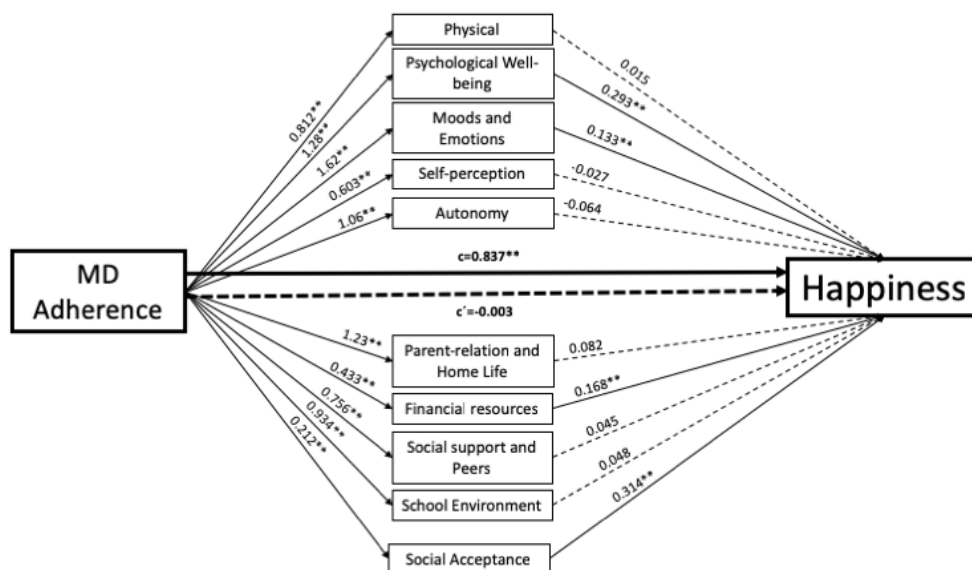 Physical
0.015
Psychological Well-
being
0.293**
0.812**
1.28**
Moods and
Emotions
0.133**
1.62**
Self-perception
-0.027
0.603**
Autonomy
-0.064
1.06**
MD
Adherence
c=0.837**
Happiness
c´=-0.003
1.23**
Parent-relation and
Home Life
0.082
0.433**
Financial resources
0.168**
0.756**
Social support and
Peers
0.045
0.934**
School Environment
0.048
0.212**
Social Acceptance
0.314**